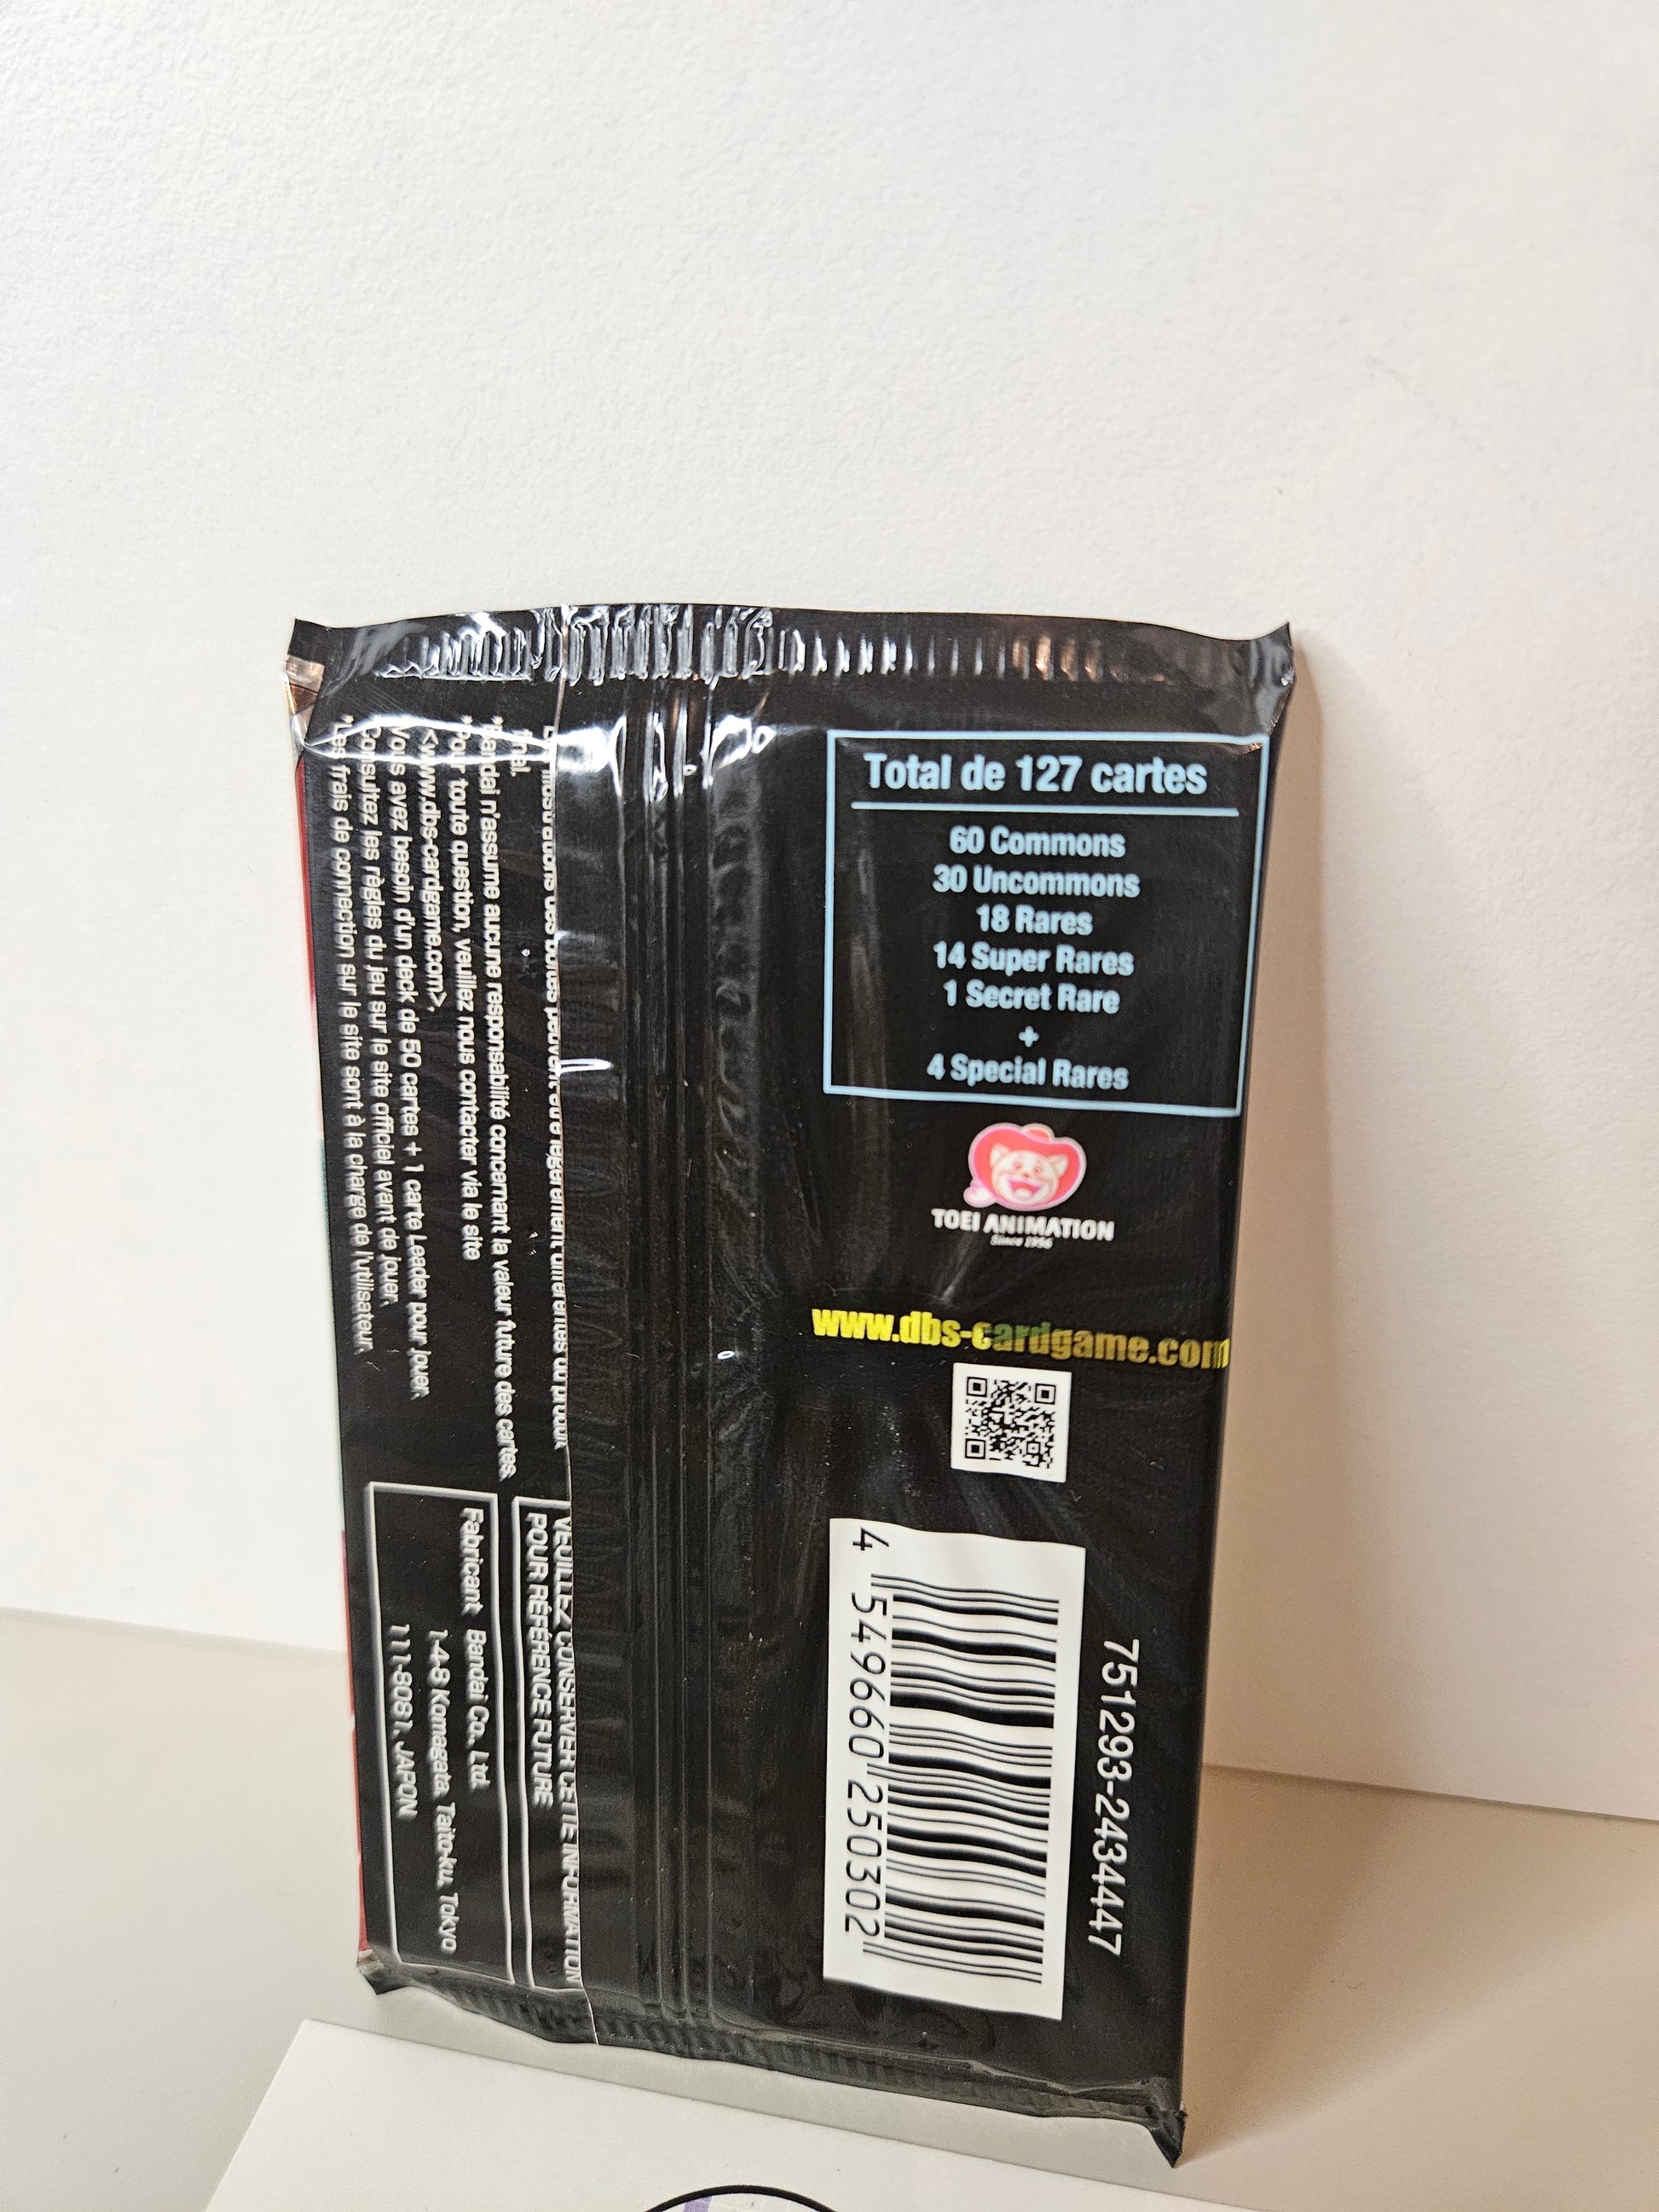 Total de 127 cartes
60 Commons
30 Uncommons
18 Rares
14 Super Rares
1 Secret Rare
+
4 Special Rares
TOEI ANIMATION
Since 1956
www.dbs-cardgame.com
4 549660 250302
751293-2434447
final.
*Bandai n'assume aucune responsabilité concernant la valeur future des cartes.
*Pour toute question, veuillez nous contacter via le site
<www.dbs-cardgame.com>,
Vous avez besoin d'un deck de 50 cartes + 1 carte Leader pour jouer.
Consultez les règles du jeu sur le site officiel avant de jouer.
*Les frais de connection sur le site sont à la charge de l'utilisateur.
VEUILLEZ CONSERVER CETTE INFORMATION
POUR RÉFÉRENCE FUTURE
Fabricant Bandai Co., Ltd.
1-4-8 Komagata, Taito-ku, Tokyo
111-8081, JAPON